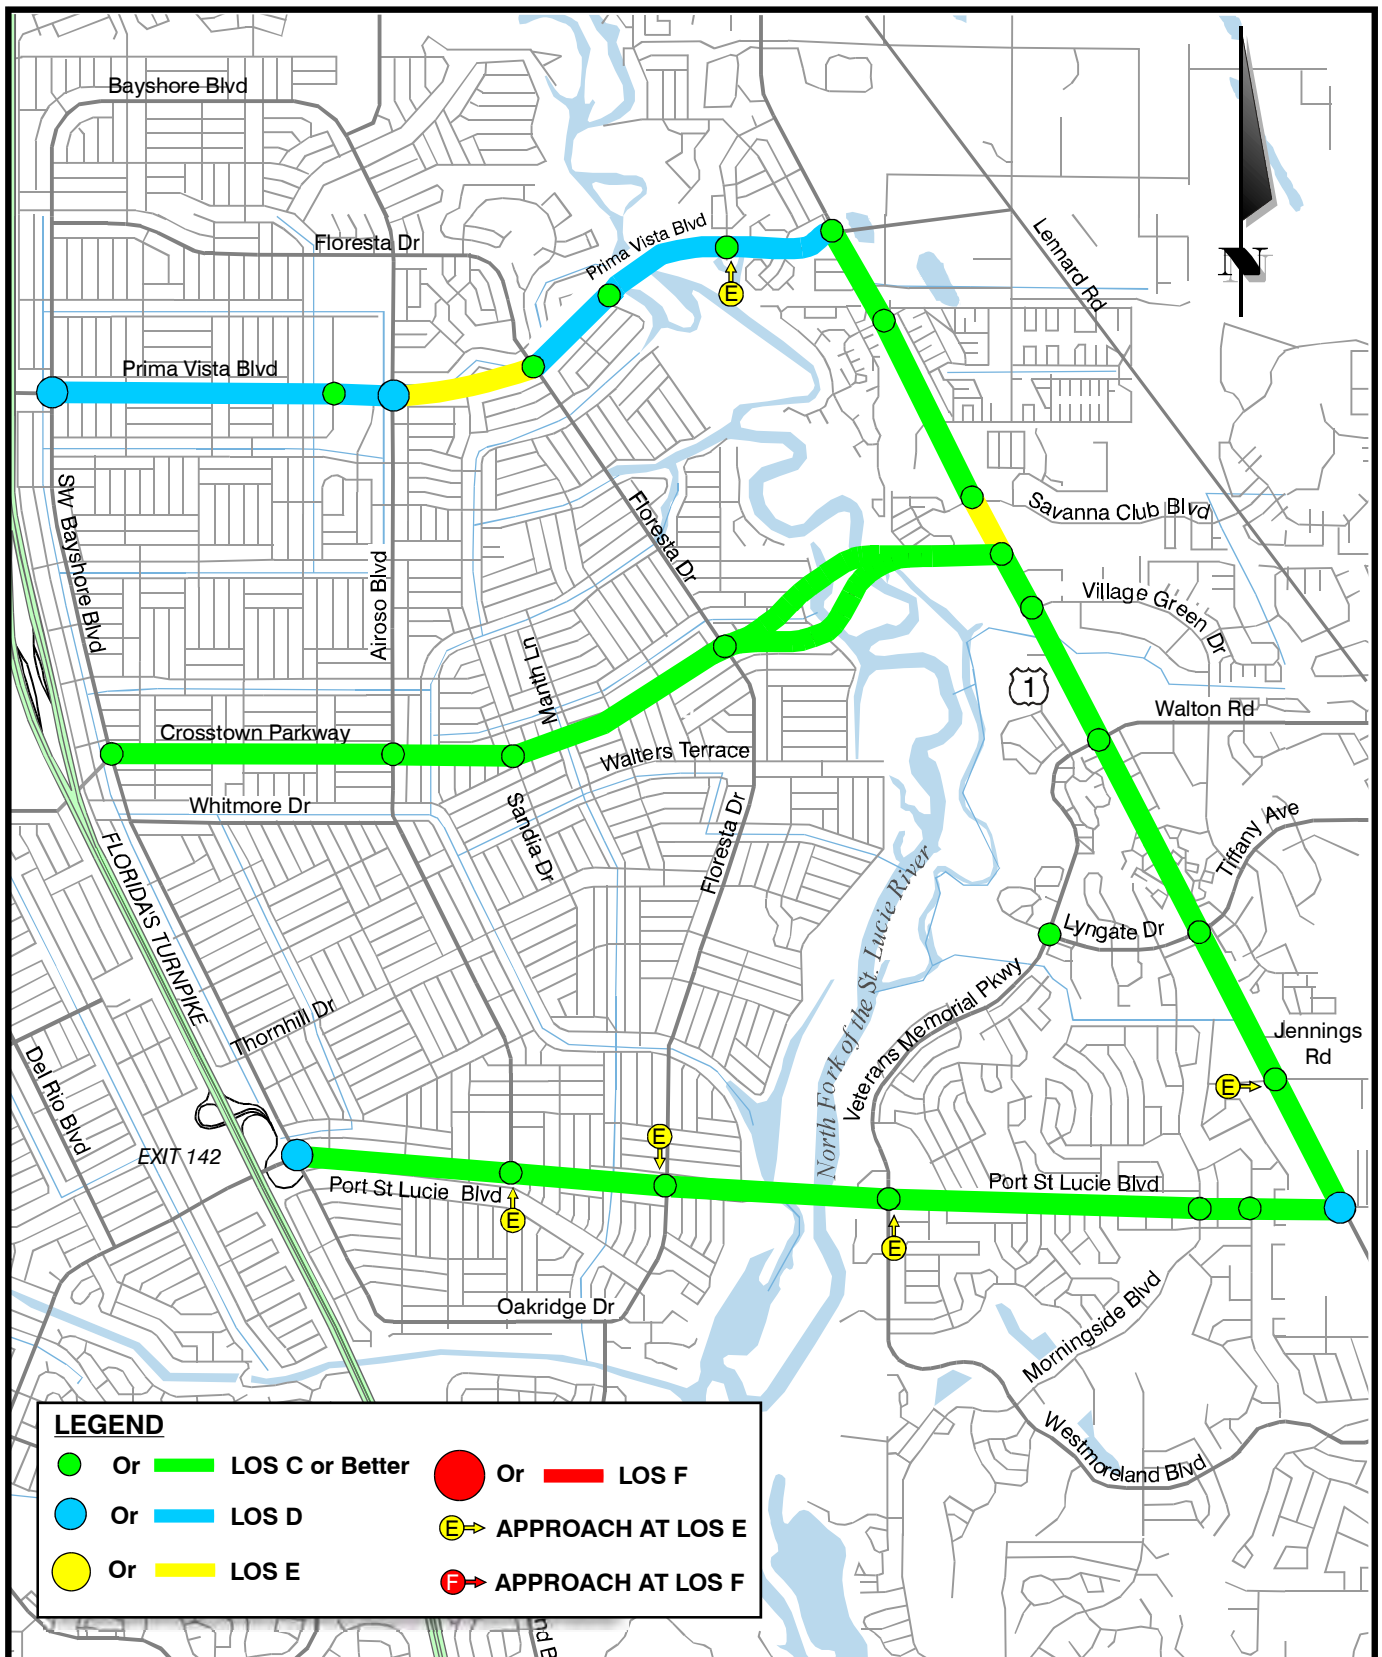 Bayshore Blvd
Floresta Dr
Prima Vista Blvd
E
Lennard Rd
N
Prima Vista Blvd
SW Bayshore Blvd
Airoso Blvd
Floresta Dr
Savanna Club Blvd
Village Green Dr
Manth Ln
1
Walton Rd
Crosstown Parkway
Walters Terrace
Whitmore Dr
Sandia Dr
Floresta Dr
Tiffany Ave
FLORIDA'S TURNPIKE
North Fork of the St. Lucie River
Lyngate Dr
Veterans Memorial Pkwy
Thornhill Dr
Jennings
Rd
Del Rio Blvd
E
E
EXIT 142
Port St Lucie Blvd
Port St Lucie Blvd
E
E
Oakridge Dr
Morningside Blvd
Westmoreland Blvd
LEGEND
Or LOS C or Better
Or LOS F
Or LOS D
E APPROACH AT LOS E
Or LOS E
F APPROACH AT LOS F